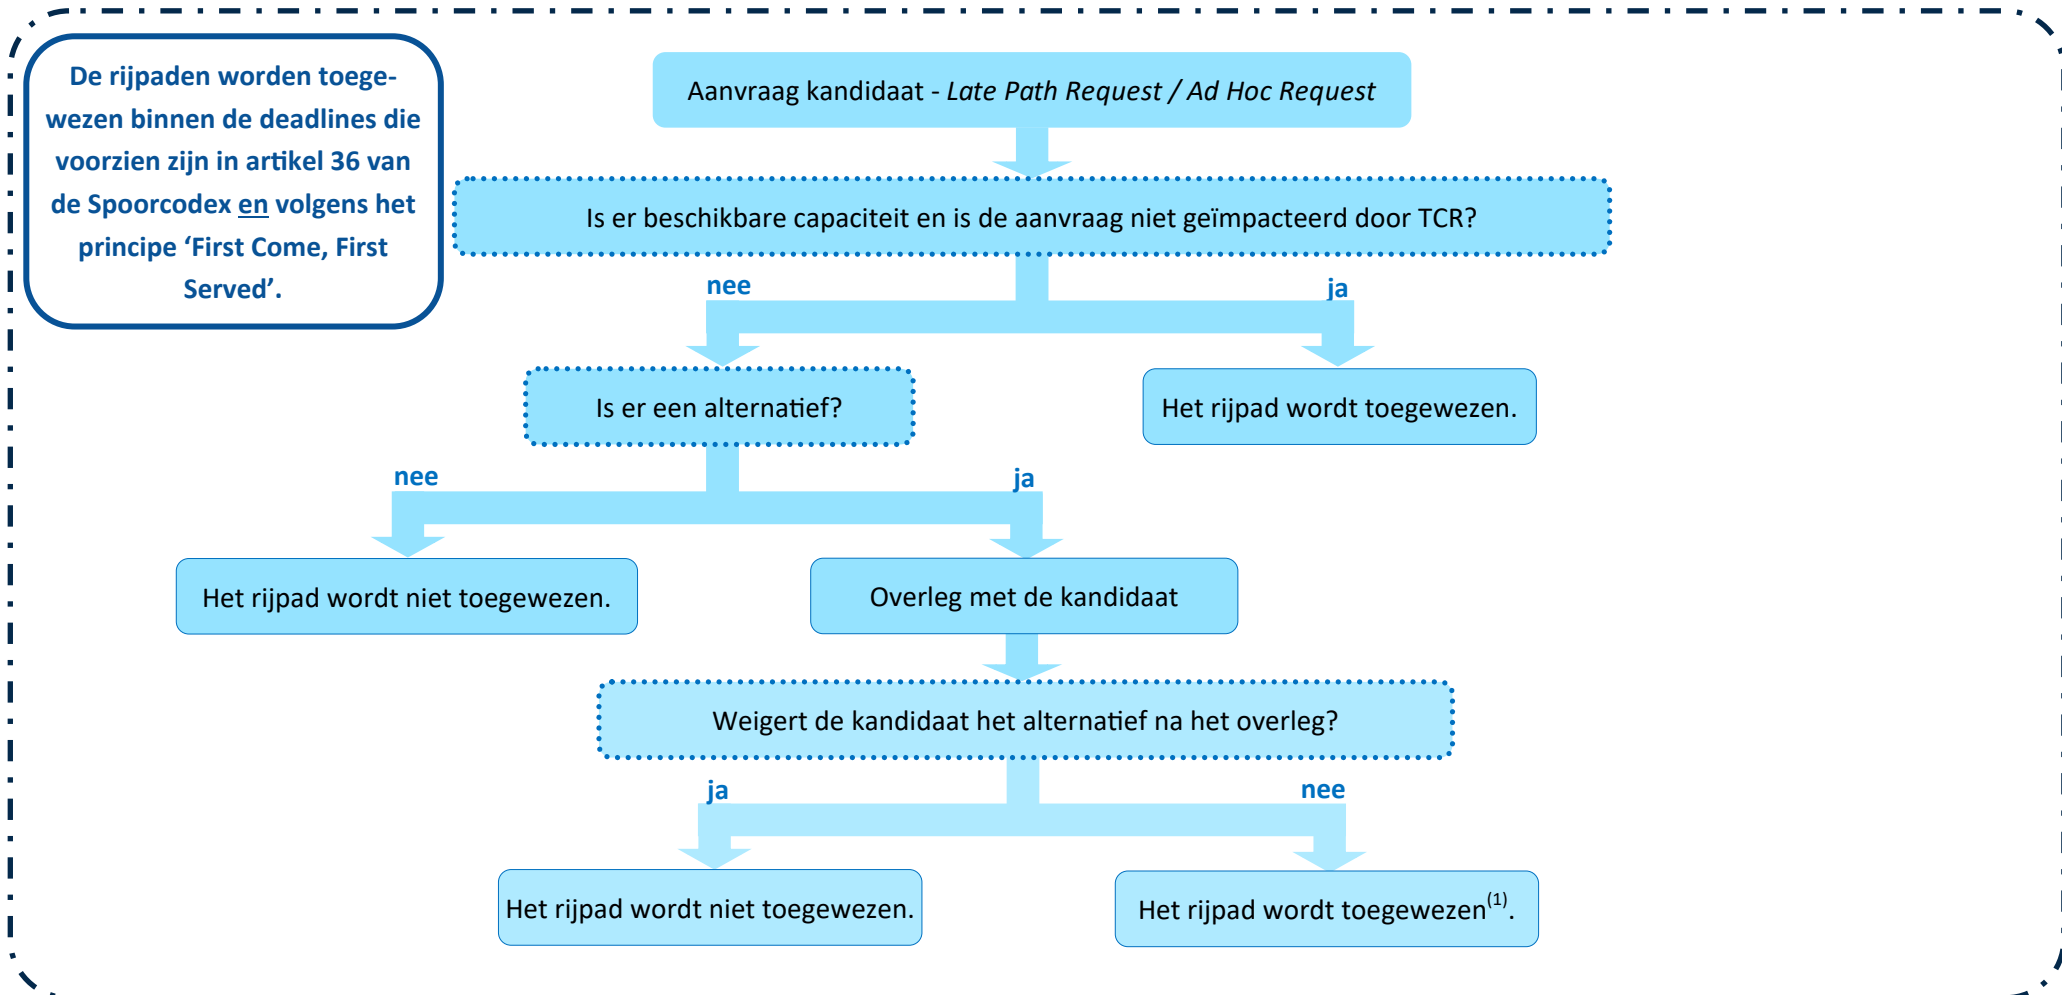 De rijpaden worden toege-
wezen binnen de deadlines die
voorzien zijn in artikel 36 van
de Spoorcodex en volgens het
principe ‘First Come, First
Served’.
Aanvraag kandidaat - Late Path Request / Ad Hoc Request
Is er beschikbare capaciteit en is de aanvraag niet geïmpacteerd door TCR?
nee
ja
Is er een alternatief?
Het rijpad wordt toegewezen.
nee
ja
Het rijpad wordt niet toegewezen.
Overleg met de kandidaat
Weigert de kandidaat het alternatief na het overleg?
ja
nee
Het rijpad wordt niet toegewezen.
Het rijpad wordt toegewezen(1).